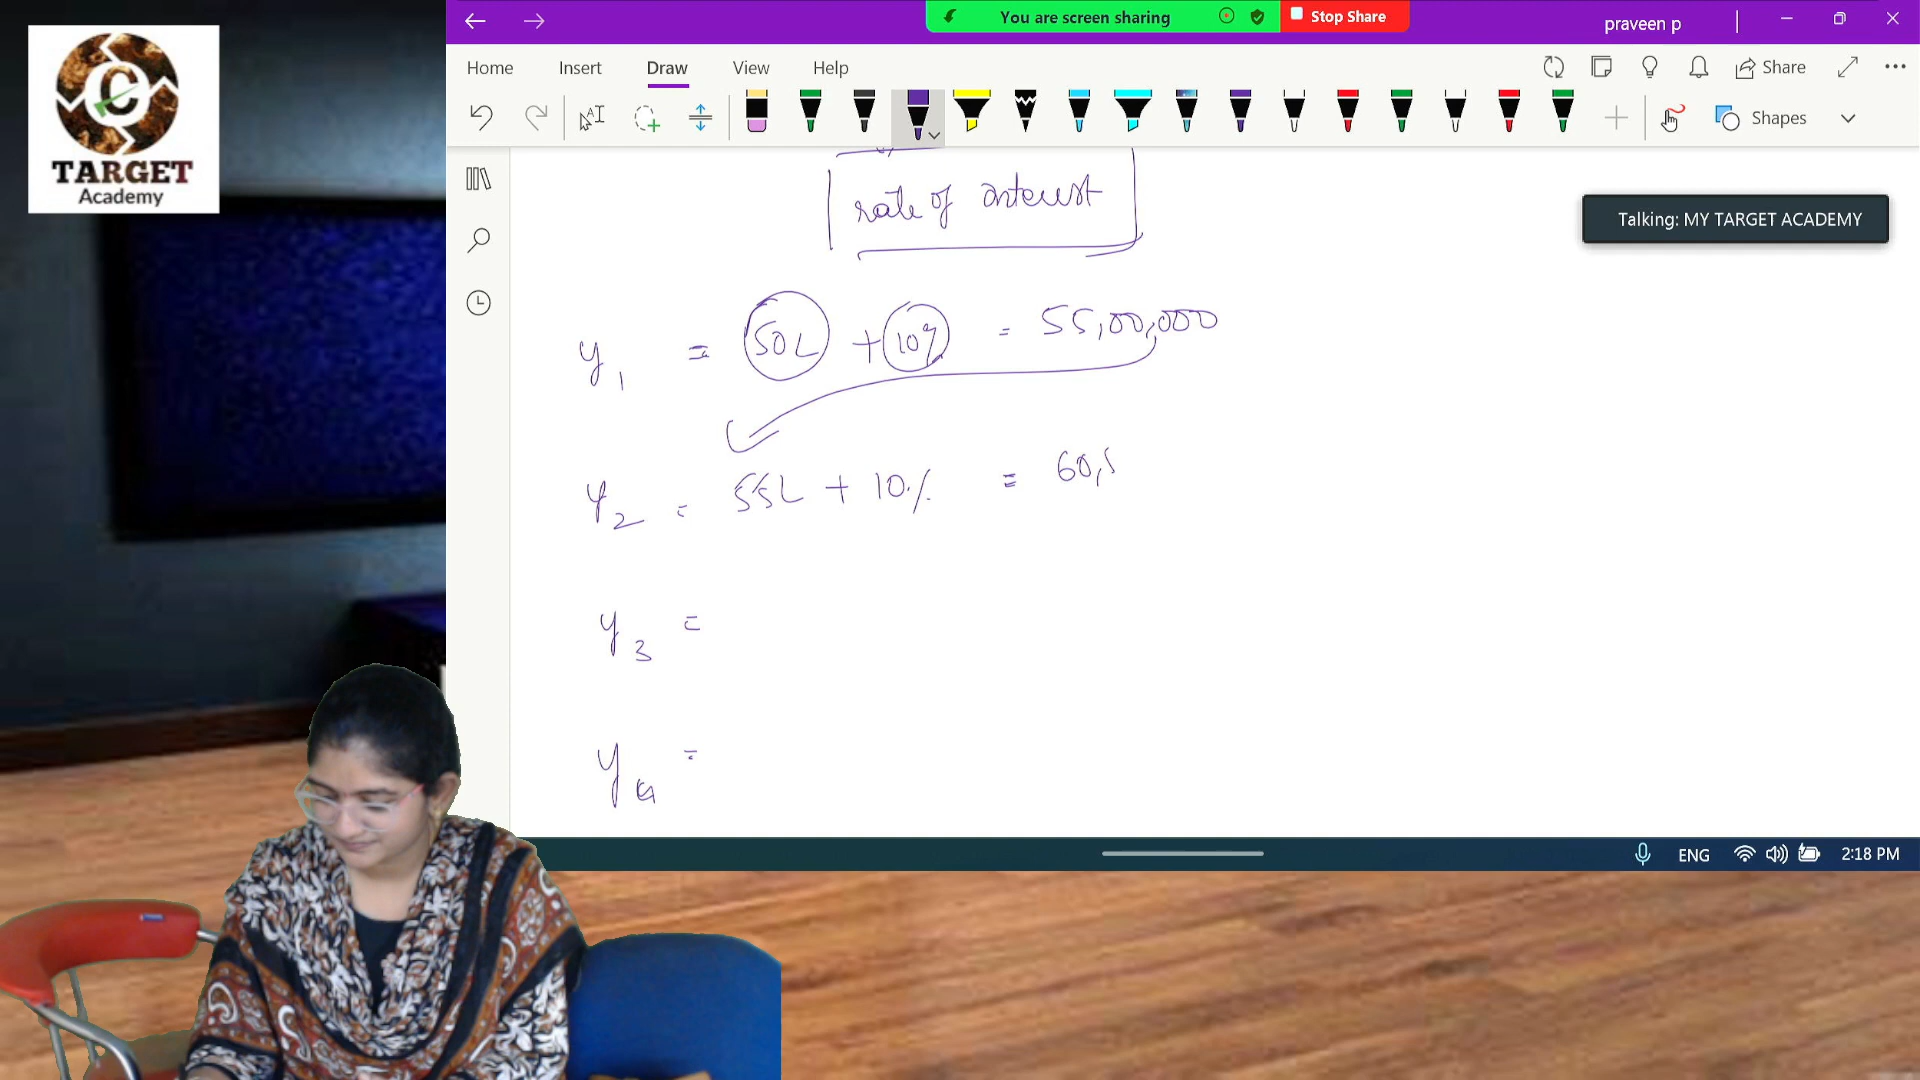 You are screen sharing
Stop Share
praveen p
Home Insert Draw View Help
Share
Shapes
C
TARGET
Academy
Talking: MY TARGET ACADEMY
rate of interest
y1 = 50L + 10% = 55,00,000
y2 = 55L + 10% = 60,5
y3 =
y4 =
ENG 2:18 PM